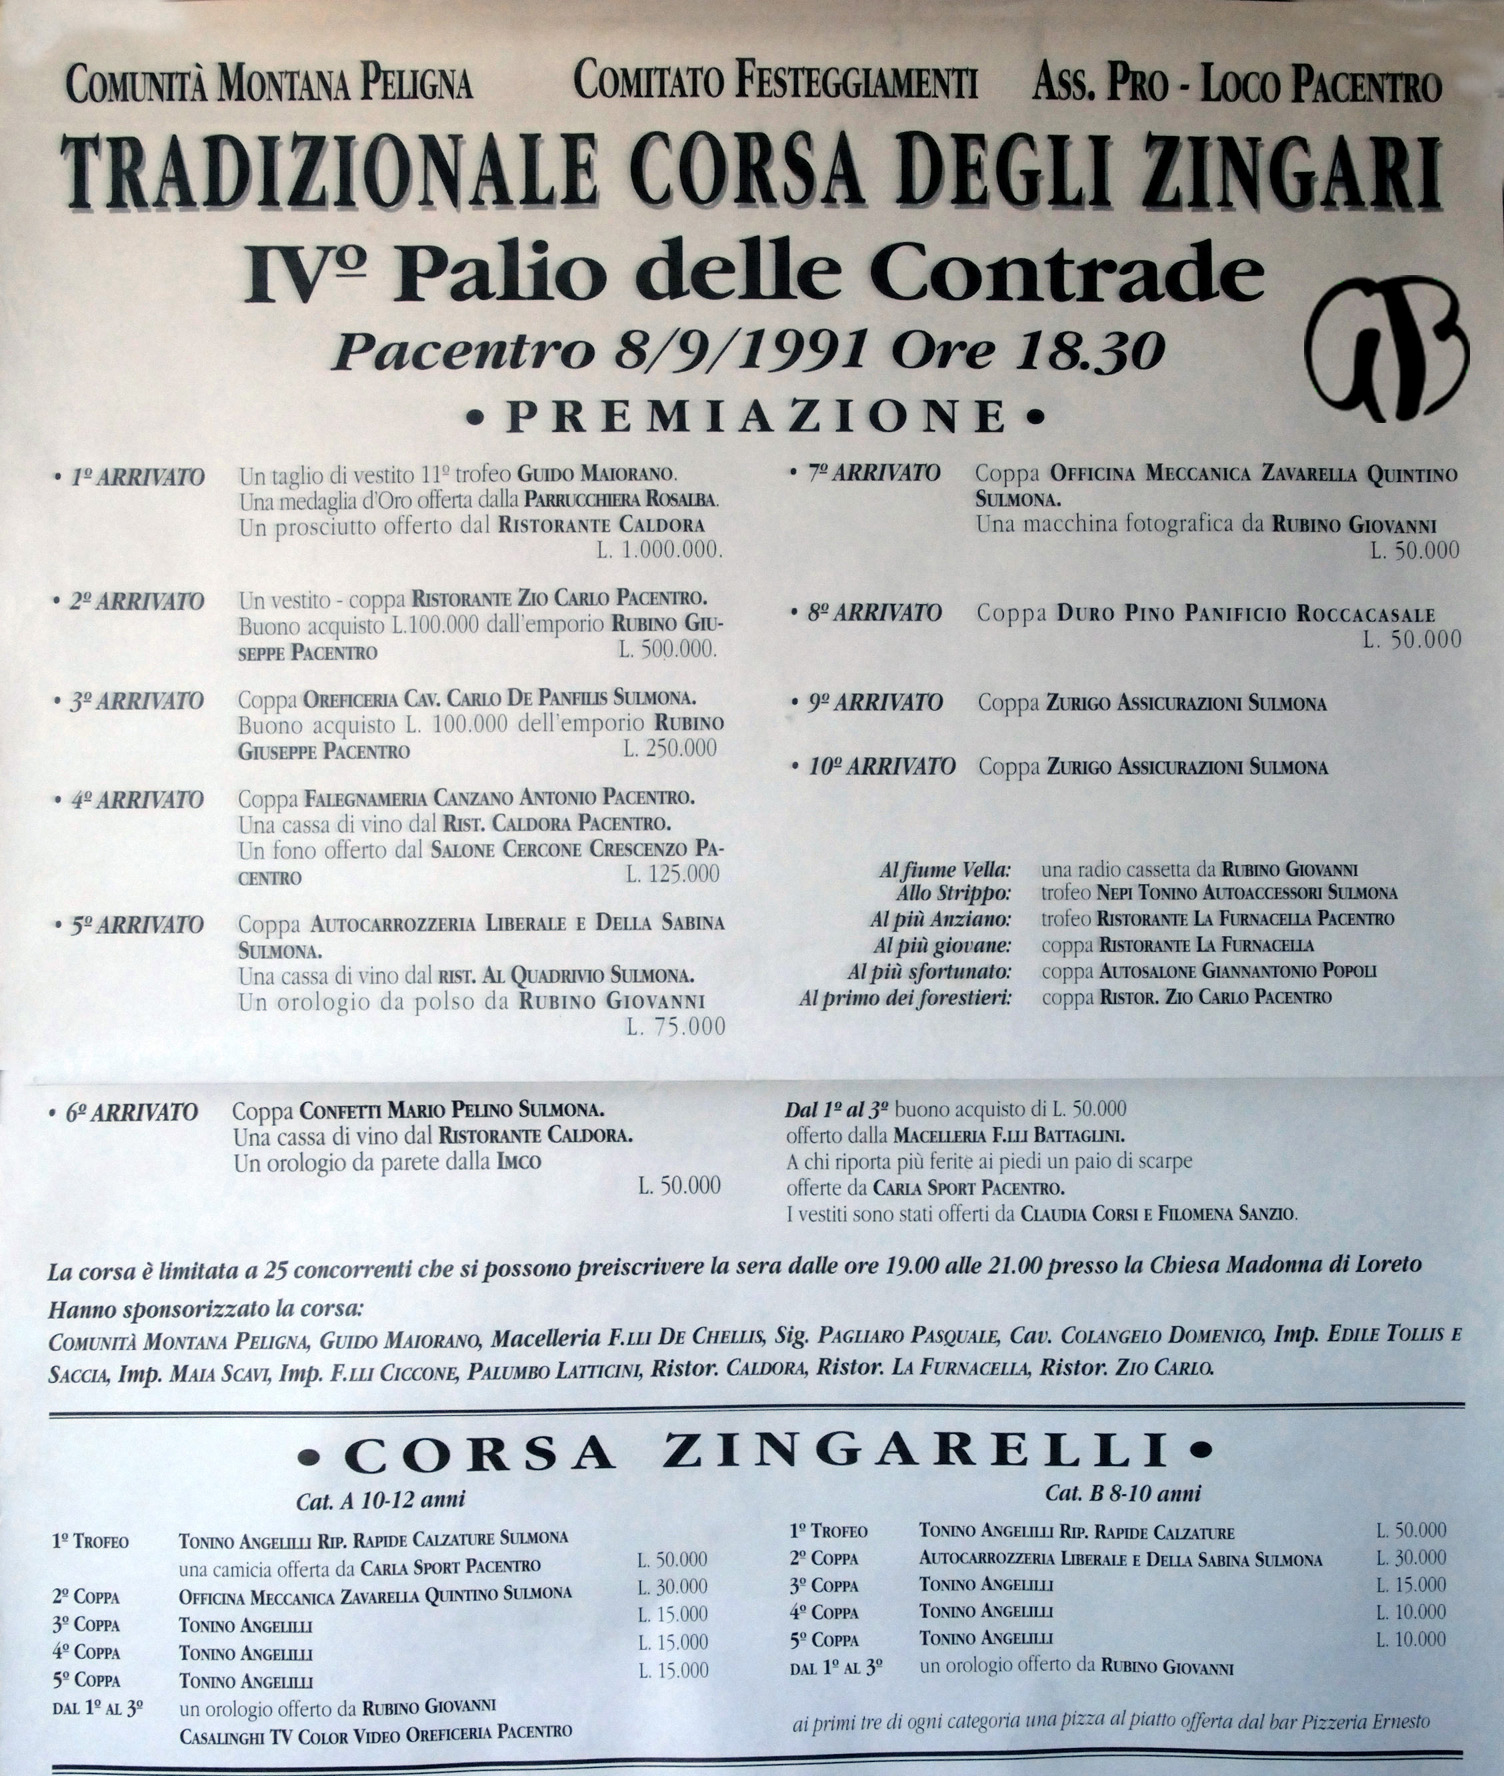 COMUNITÀ MONTANA PELIGNA COMITATO FESTEGGIAMENTI ASS. PRO - LOCO PACENTRO
TRADIZIONALE CORSA DEGLI ZINGARI
IVº Palio delle Contrade
Pacentro 8/9/1991 Ore 18.30
• PREMIAZIONE •
• 1º ARRIVATO Un taglio di vestito 11º trofeo GUIDO MAIORANO.
Una medaglia d'Oro offerta dalla PARRUCCHIERA ROSALBA.
Un prosciutto offerto dal RISTORANTE CALDORA
L. 1.000.000.
• 2º ARRIVATO Un vestito - coppa RISTORANTE ZIO CARLO PACENTRO.
Buono acquisto L.100.000 dall'emporio RUBINO GIU-
SEPPE PACENTRO L. 500.000.
• 3º ARRIVATO Coppa OREFICERIA CAV. CARLO DE PANFILIS SULMONA.
Buono acquisto L. 100.000 dell'emporio RUBINO
GIUSEPPE PACENTRO L. 250.000
• 4º ARRIVATO Coppa FALEGNAMERIA CANZANO ANTONIO PACENTRO.
Una cassa di vino dal RIST. CALDORA PACENTRO.
Un fono offerto dal SALONE CERCONE CRESCENZO PA-
CENTRO L. 125.000
• 5º ARRIVATO Coppa AUTOCARROZZERIA LIBERALE E DELLA SABINA
SULMONA.
Una cassa di vino dal RIST. AL QUADRIVIO SULMONA.
Un orologio da polso da RUBINO GIOVANNI
L. 75.000
• 6º ARRIVATO Coppa CONFETTI MARIO PELINO SULMONA.
Una cassa di vino dal RISTORANTE CALDORA.
Un orologio da parete dalla IMCO
L. 50.000
• 7º ARRIVATO Coppa OFFICINA MECCANICA ZAVARELLA QUINTINO
SULMONA.
Una macchina fotografica da RUBINO GIOVANNI
L. 50.000
• 8º ARRIVATO Coppa DURO PINO PANIFICIO ROCCACASALE
L. 50.000
• 9º ARRIVATO Coppa ZURIGO ASSICURAZIONI SULMONA
• 10º ARRIVATO Coppa ZURIGO ASSICURAZIONI SULMONA
Al fiume Vella: una radio cassetta da RUBINO GIOVANNI
Allo Strippo: trofeo NEPI TONINO AUTOACCESSORI SULMONA
Al più Anziano: trofeo RISTORANTE LA FURNACELLA PACENTRO
Al più giovane: coppa RISTORANTE LA FURNACELLA
Al più sfortunato: coppa AUTOSALONE GIANNANTONIO POPOLI
Al primo dei forestieri: coppa RISTOR. ZIO CARLO PACENTRO
Dal 1º al 3º buono acquisto di L. 50.000
offerto dalla MACELLERIA F.LLI BATTAGLINI.
A chi riporta più ferite ai piedi un paio di scarpe
offerte da CARLA SPORT PACENTRO.
I vestiti sono stati offerti da CLAUDIA CORSI E FILOMENA SANZIO.
La corsa è limitata a 25 concorrenti che si possono preiscrivere la sera dalle ore 19.00 alle 21.00 presso la Chiesa Madonna di Loreto
Hanno sponsorizzato la corsa:
COMUNITÀ MONTANA PELIGNA, GUIDO MAIORANO, Macelleria F.LLI DE CHELLIS, Sig. PAGLIARO PASQUALE, Cav. COLANGELO DOMENICO, Imp. EDILE TOLLIS E
SACCIA, Imp. MAIA SCAVI, Imp. F.LLI CICCONE, PALUMBO LATTICINI, Ristor. CALDORA, Ristor. LA FURNACELLA, Ristor. ZIO CARLO.
• CORSA ZINGARELLI •
Cat. A 10-12 anni
1º TROFEO TONINO ANGELILLI RIP. RAPIDE CALZATURE SULMONA
una camicia offerta da CARLA SPORT PACENTRO L. 50.000
2º COPPA OFFICINA MECCANICA ZAVARELLA QUINTINO SULMONA L. 30.000
3º COPPA TONINO ANGELILLI L. 15.000
4º COPPA TONINO ANGELILLI L. 15.000
5º COPPA TONINO ANGELILLI L. 15.000
DAL 1º AL 3º un orologio offerto da RUBINO GIOVANNI
CASALINGHI TV COLOR VIDEO OREFICERIA PACENTRO
Cat. B 8-10 anni
1º TROFEO TONINO ANGELILLI RIP. RAPIDE CALZATURE L. 50.000
2º COPPA AUTOCARROZZERIA LIBERALE E DELLA SABINA SULMONA L. 30.000
3º COPPA TONINO ANGELILLI L. 15.000
4º COPPA TONINO ANGELILLI L. 10.000
5º COPPA TONINO ANGELILLI L. 10.000
DAL 1º AL 3º un orologio offerto da RUBINO GIOVANNI
ai primi tre di ogni categoria una pizza al piatto offerta dal bar Pizzeria Ernesto